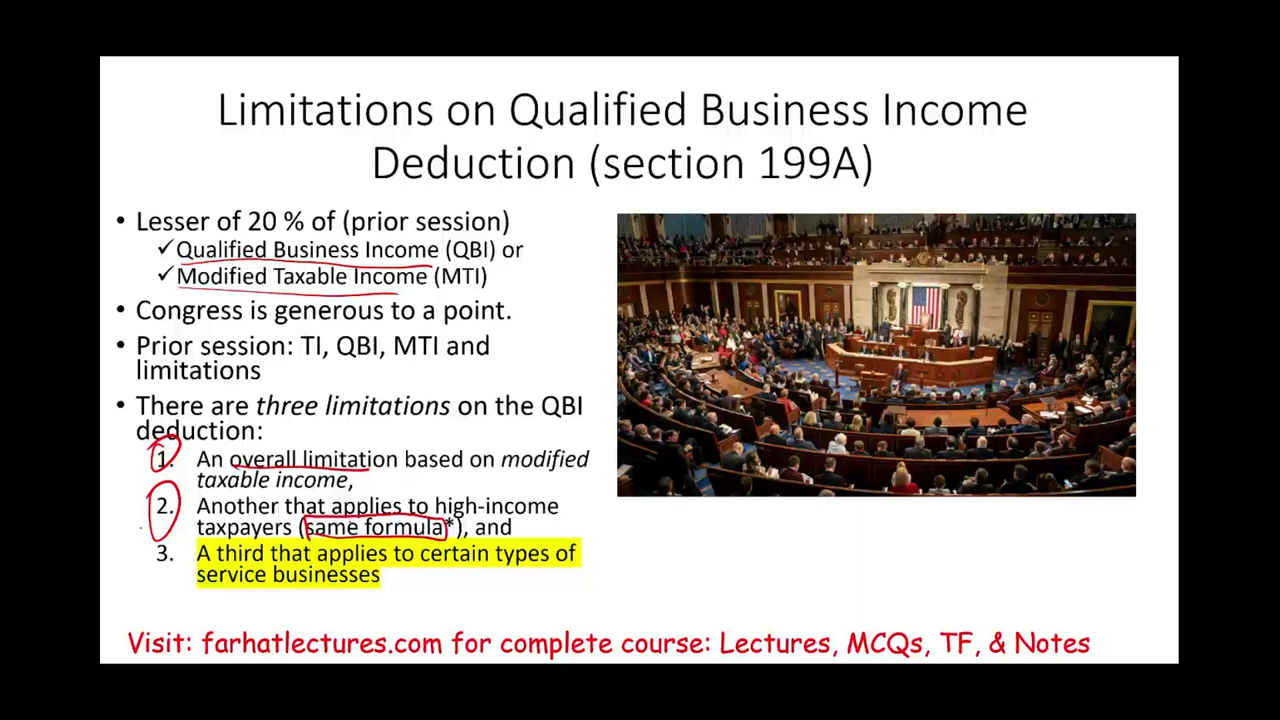 Limitations on Qualified Business Income
Deduction (section 199A)
• Lesser of 20 % of (prior session)
✓Qualified Business Income (QBI) or
✓Modified Taxable Income (MTI)
• Congress is generous to a point.
• Prior session: TI, QBI, MTI and
limitations
• There are three limitations on the QBI
deduction:
1. An overall limitation based on modified
taxable income,
2. Another that applies to high-income
taxpayers (same formula*), and
3. A third that applies to certain types of
service businesses
Visit: farhatlectures.com for complete course: Lectures, MCQs, TF, & Notes